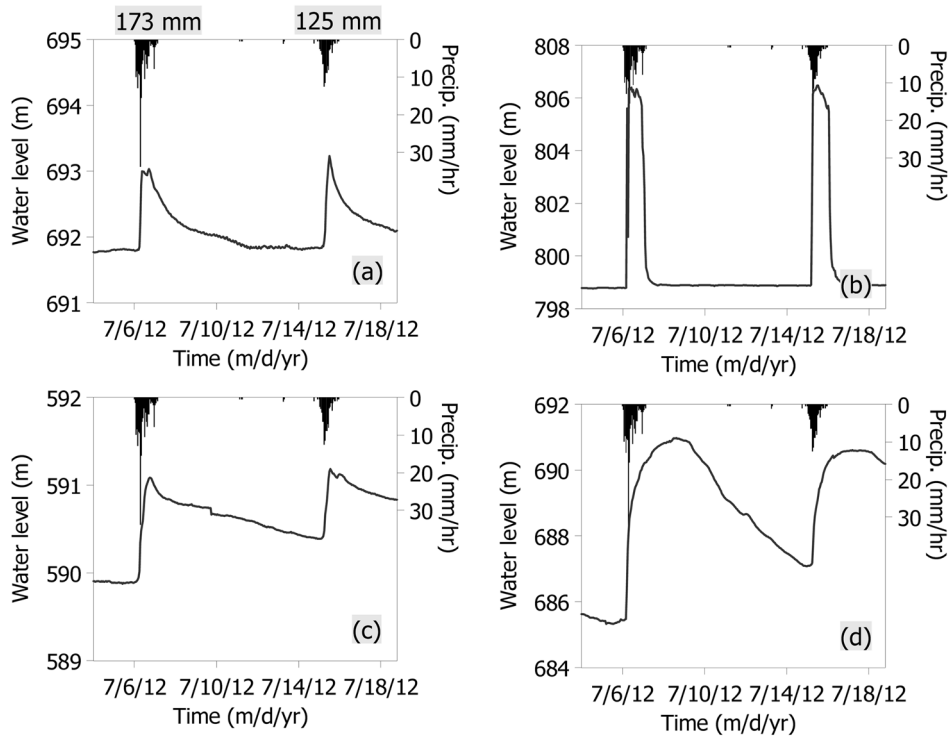 173 mm
125 mm
695
694
693
692
691
Water level (m)
0
10
20
30
Precip. (mm/hr)
(a)
7/6/12
7/10/12
7/14/12
7/18/12
Time (m/d/yr)
808
806
804
802
800
798
Water level (m)
0
10
20
30
Precip. (mm/hr)
(b)
7/6/12
7/10/12
7/14/12
7/18/12
Time (m/d/yr)
592
591
590
589
Water level (m)
0
10
20
30
Precip. (mm/hr)
(c)
7/6/12
7/10/12
7/14/12
7/18/12
Time (m/d/yr)
692
690
688
686
684
Water level (m)
0
10
20
30
Precip. (mm/hr)
(d)
7/6/12
7/10/12
7/14/12
7/18/12
Time (m/d/yr)